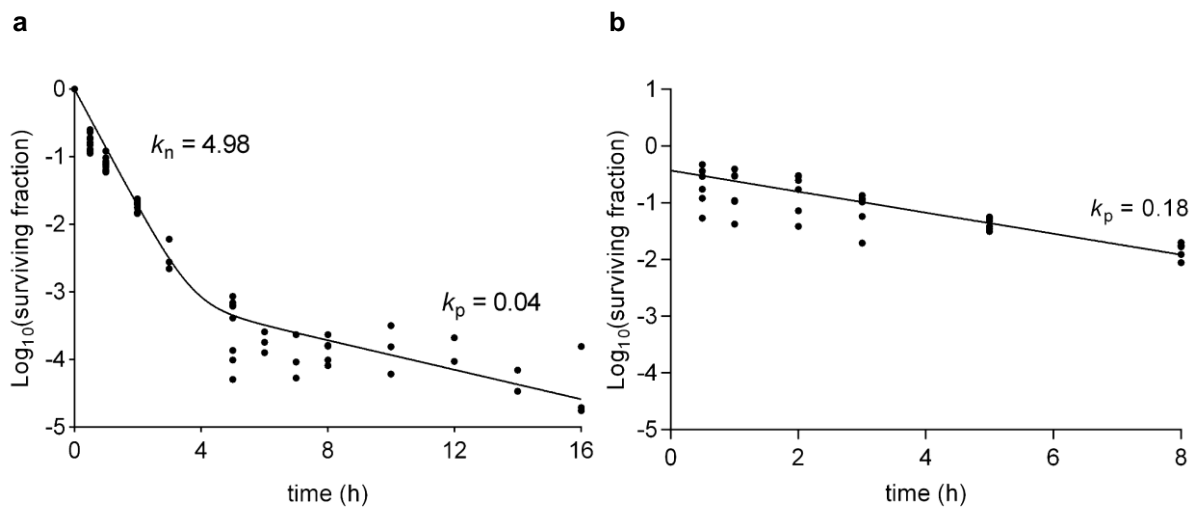 a
0
-1
-2
-3
-4
-5
Log₁₀(surviving fraction)
kₙ = 4.98
kₚ = 0.04
0 4 8 12 16
time (h)
b
1
0
-1
-2
-3
-4
-5
Log₁₀(surviving fraction)
kₚ = 0.18
0 2 4 6 8
time (h)